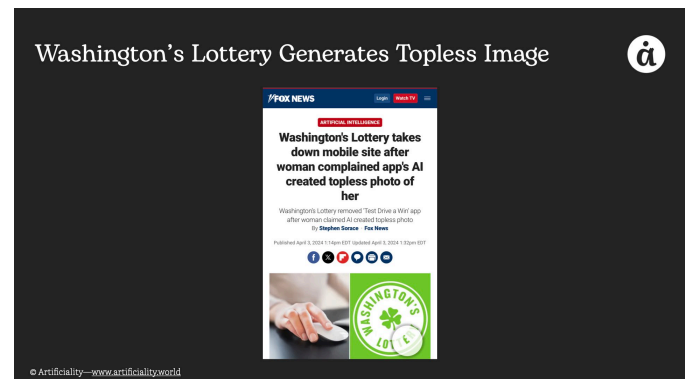 Washington's Lottery Generates Topless Image
FOX NEWS
Login
Watch TV
ARTIFICIAL INTELLIGENCE
Washington's Lottery takes
down mobile site after
woman complained app's AI
created topless photo of
her
Washington's Lottery removed 'Test Drive a Win' app
after woman claimed AI created topless photo
By Stephen Sorace · Fox News
Published April 3, 2024 1:14pm EDT Updated April 3, 2024 1:32pm EDT
WASHINGTON'S
LOTTERY
© Artificiality—www.artificiality.world